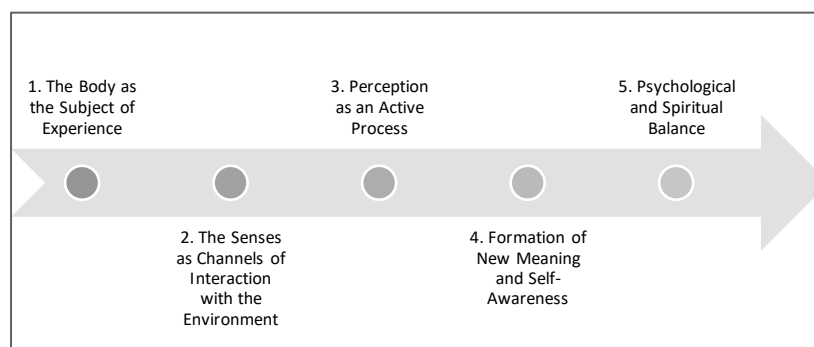 1. The Body as
the Subject of
Experience
2. The Senses
as Channels of
Interaction
with the
Environment
3. Perception
as an Active
Process
4. Formation of
New Meaning
and Self-
Awareness
5. Psychological
and Spiritual
Balance